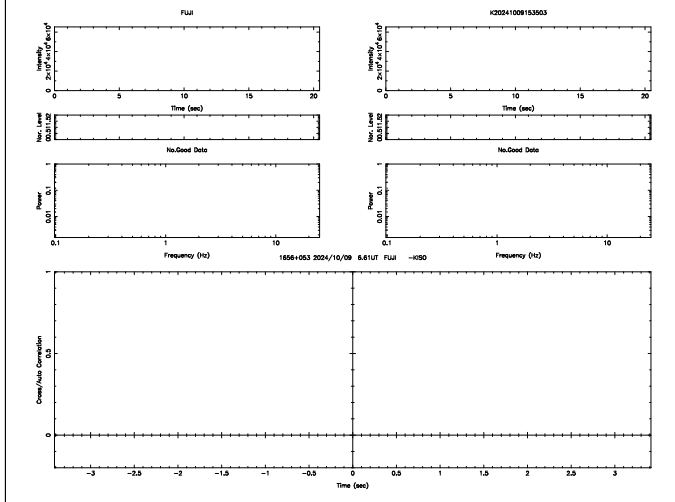 FUJI
K20241009153503
Intensity
0 2×10⁴ 4×10⁴ 6×10⁴
0 5 10 15 20
Time (sec)
Intensity
0 2×10⁴ 4×10⁴ 6×10⁴
0 5 10 15 20
Time (sec)
Nor. Level
0 0.5 1 1.5 2
Nor. Level
0 0.5 1 1.5 2
No.Good Data
No.Good Data
Power
0.01 0.1 1
0.1 1 10
Frequency (Hz)
Power
0.01 0.1 1
0.1 1 10
Frequency (Hz)
1656+053 2024/10/09 6.61UT FUJI -KISO
Cross/Auto Correlation
0 0.5 1
-3 -2.5 -2 -1.5 -1 -0.5 0 0.5 1 1.5 2 2.5 3
Time (sec)